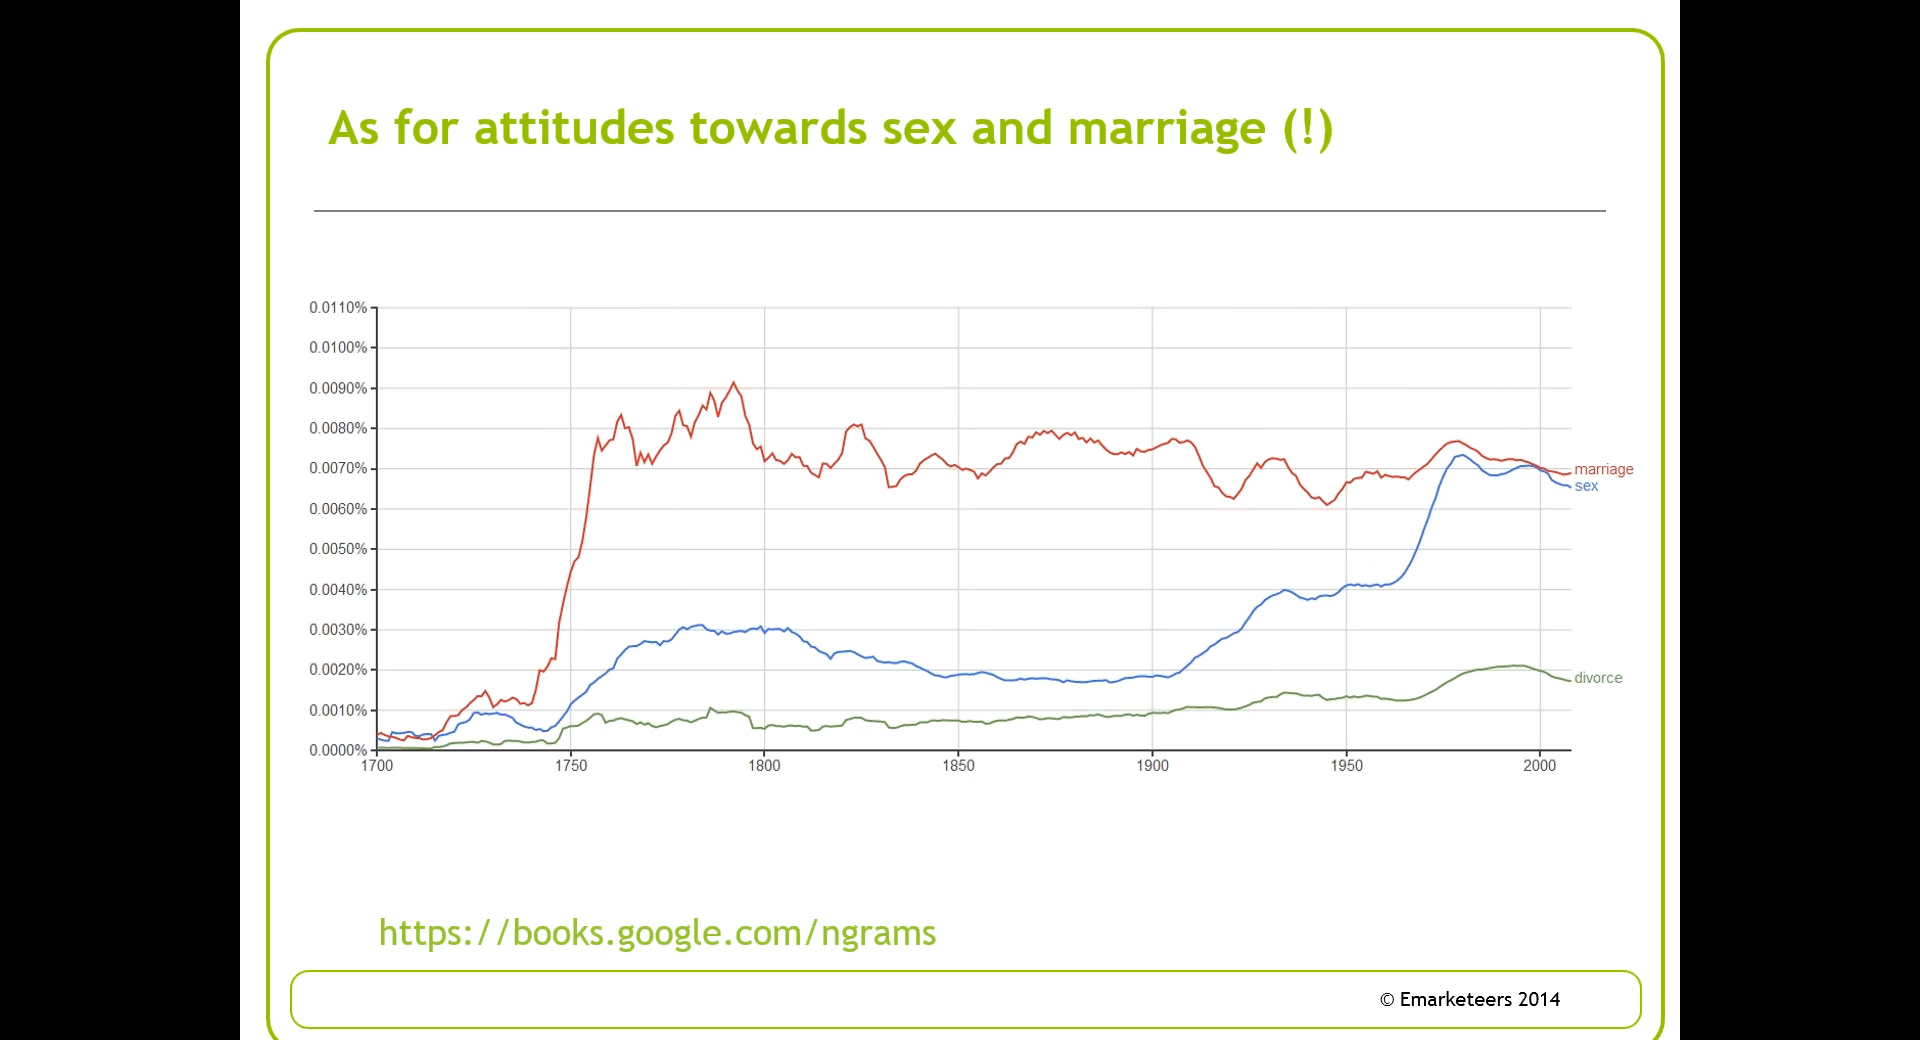 As for attitudes towards sex and marriage (!)
0.0110%
0.0100%
0.0090%
0.0080%
0.0070%
0.0060%
0.0050%
0.0040%
0.0030%
0.0020%
0.0010%
0.0000%
marriage
sex
divorce
1700 1750 1800 1850 1900 1950 2000
https://books.google.com/ngrams
© Emarketeers 2014